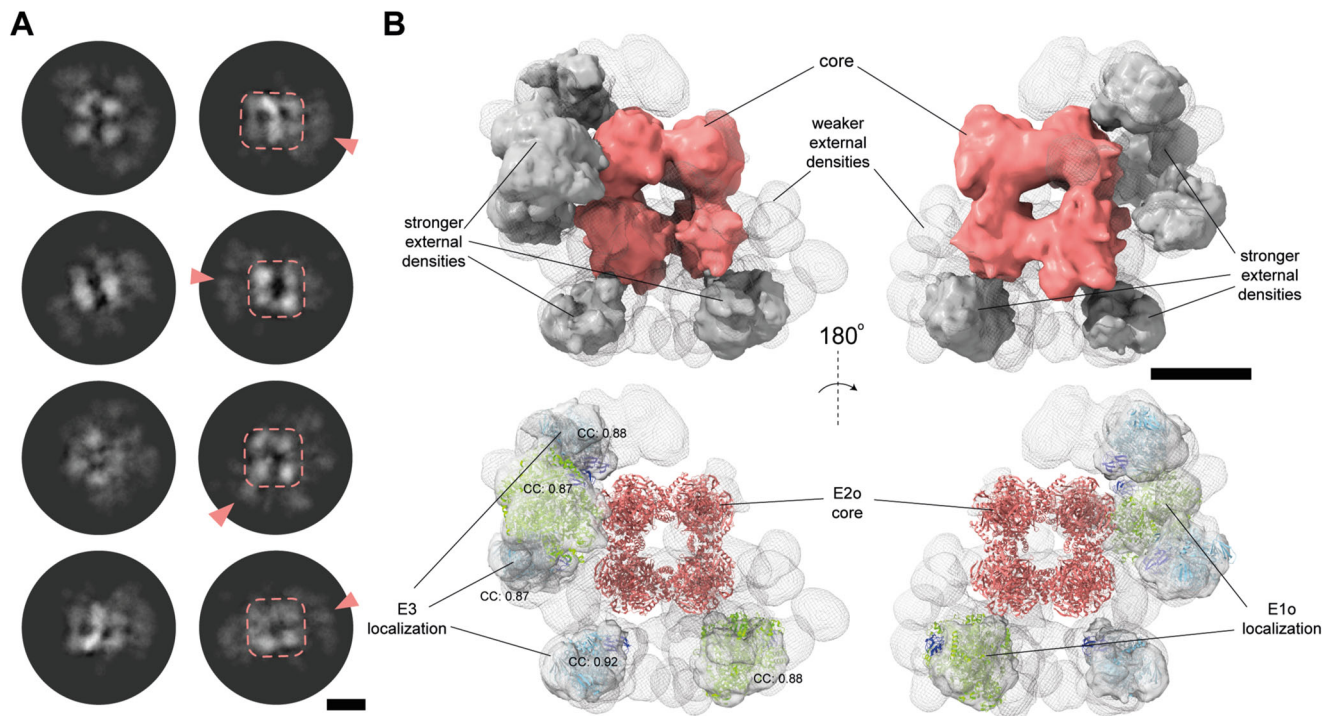 A
B
core
weaker
external
densities
stronger
external
densities
stronger
external
densities
180°
CC: 0.88
CC: 0.87
CC: 0.87
CC: 0.92
CC: 0.88
E2o
core
E3
localization
E1o
localization